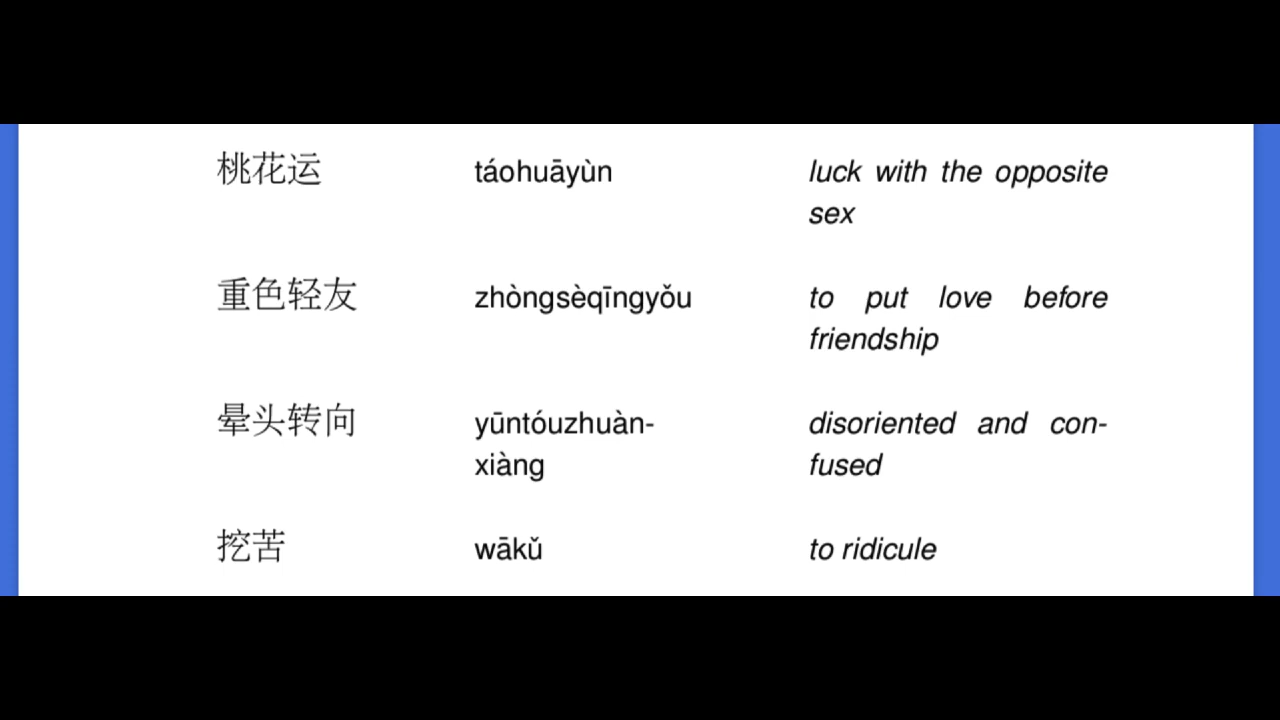 桃花运 táohuāyùn luck with the opposite
sex
重色轻友 zhòngsèqīngyǒu to put love before
friendship
晕头转向 yūntóuzhuàn- disoriented and con-
xiàng fused
挖苦 wākǔ to ridicule